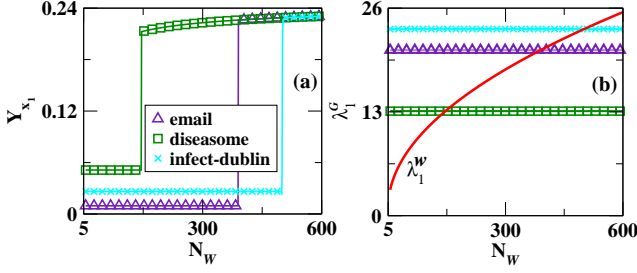 0.24
0.12
0
Y_{x_1}
(a)
email
diseasome
infect-dublin
5
300
600
N_W
26
13
0
λ_1^G
(b)
λ_1^W
5
300
600
N_W